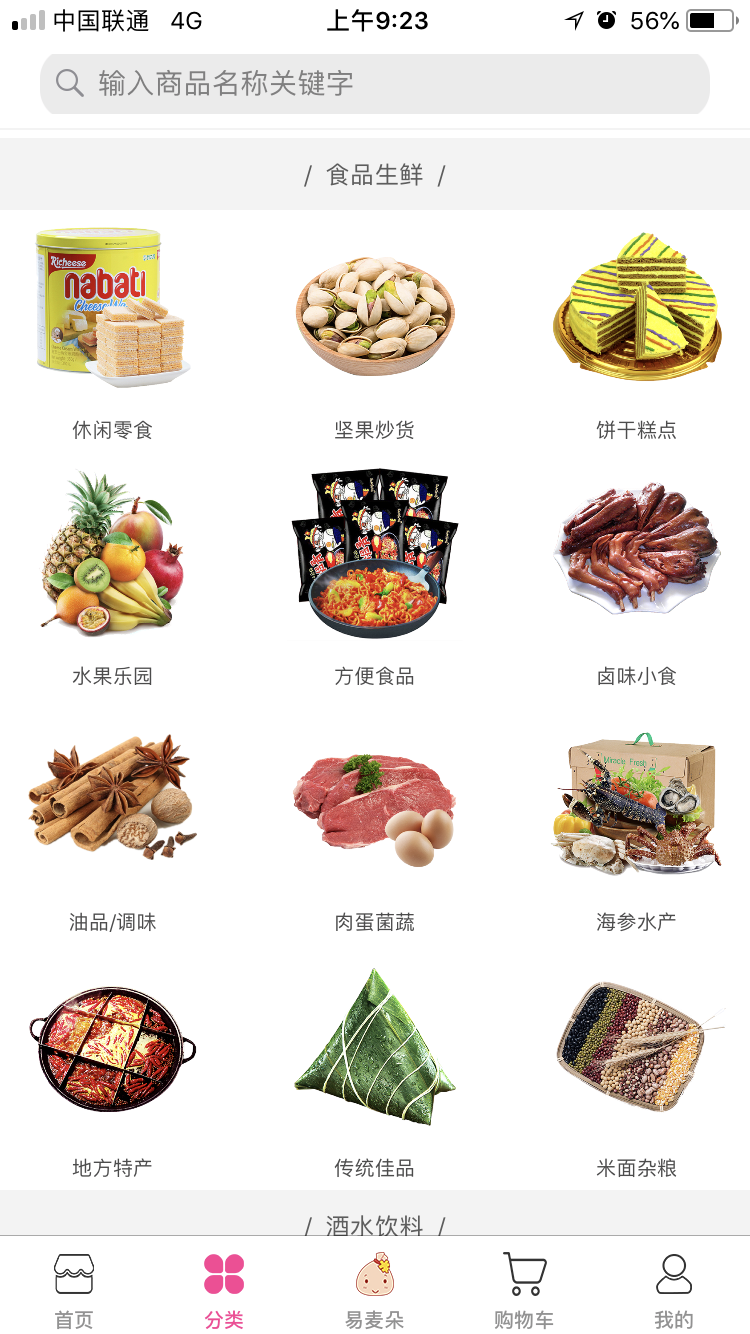 中国联通 4G 上午9:23 56%
输入商品名称关键字
/ 食品生鲜 /
Richeese
nabati
休闲零食 坚果炒货 饼干糕点
水果乐园 方便食品 卤味小食
Miracle Fresh
油品/调味 肉蛋菌蔬 海参水产
地方特产 传统佳品 米面杂粮
/ 酒水饮料 /
首页 分类 易麦朵 购物车 我的